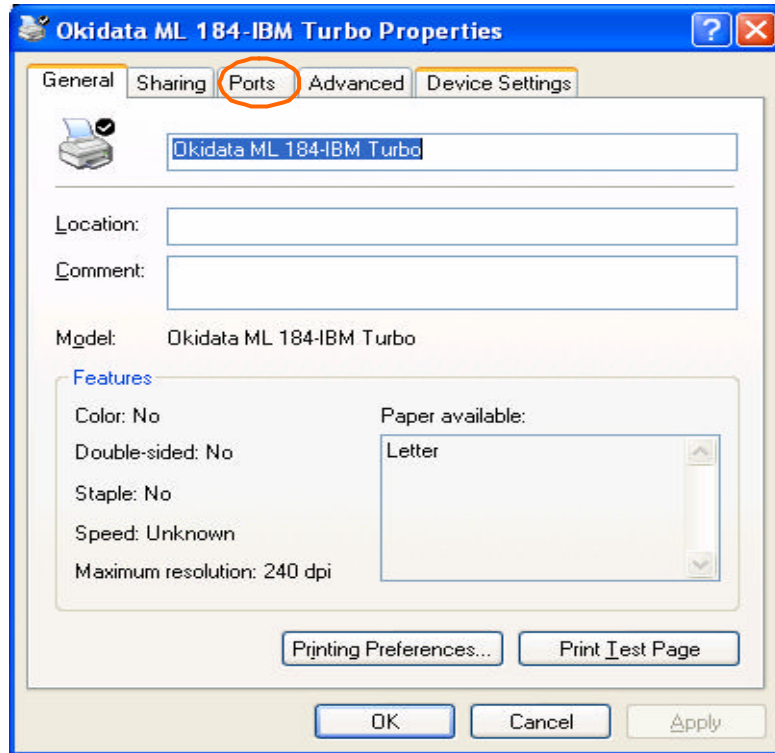 Okidata ML 184-IBM Turbo Properties
General Sharing Ports Advanced Device Settings
Okidata ML 184-IBM Turbo
Location:
Comment:
Model: Okidata ML 184-IBM Turbo
Features
Color: No
Paper available:
Double-sided: No
Letter
Staple: No
Speed: Unknown
Maximum resolution: 240 dpi
Printing Preferences... Print Test Page
OK Cancel Apply